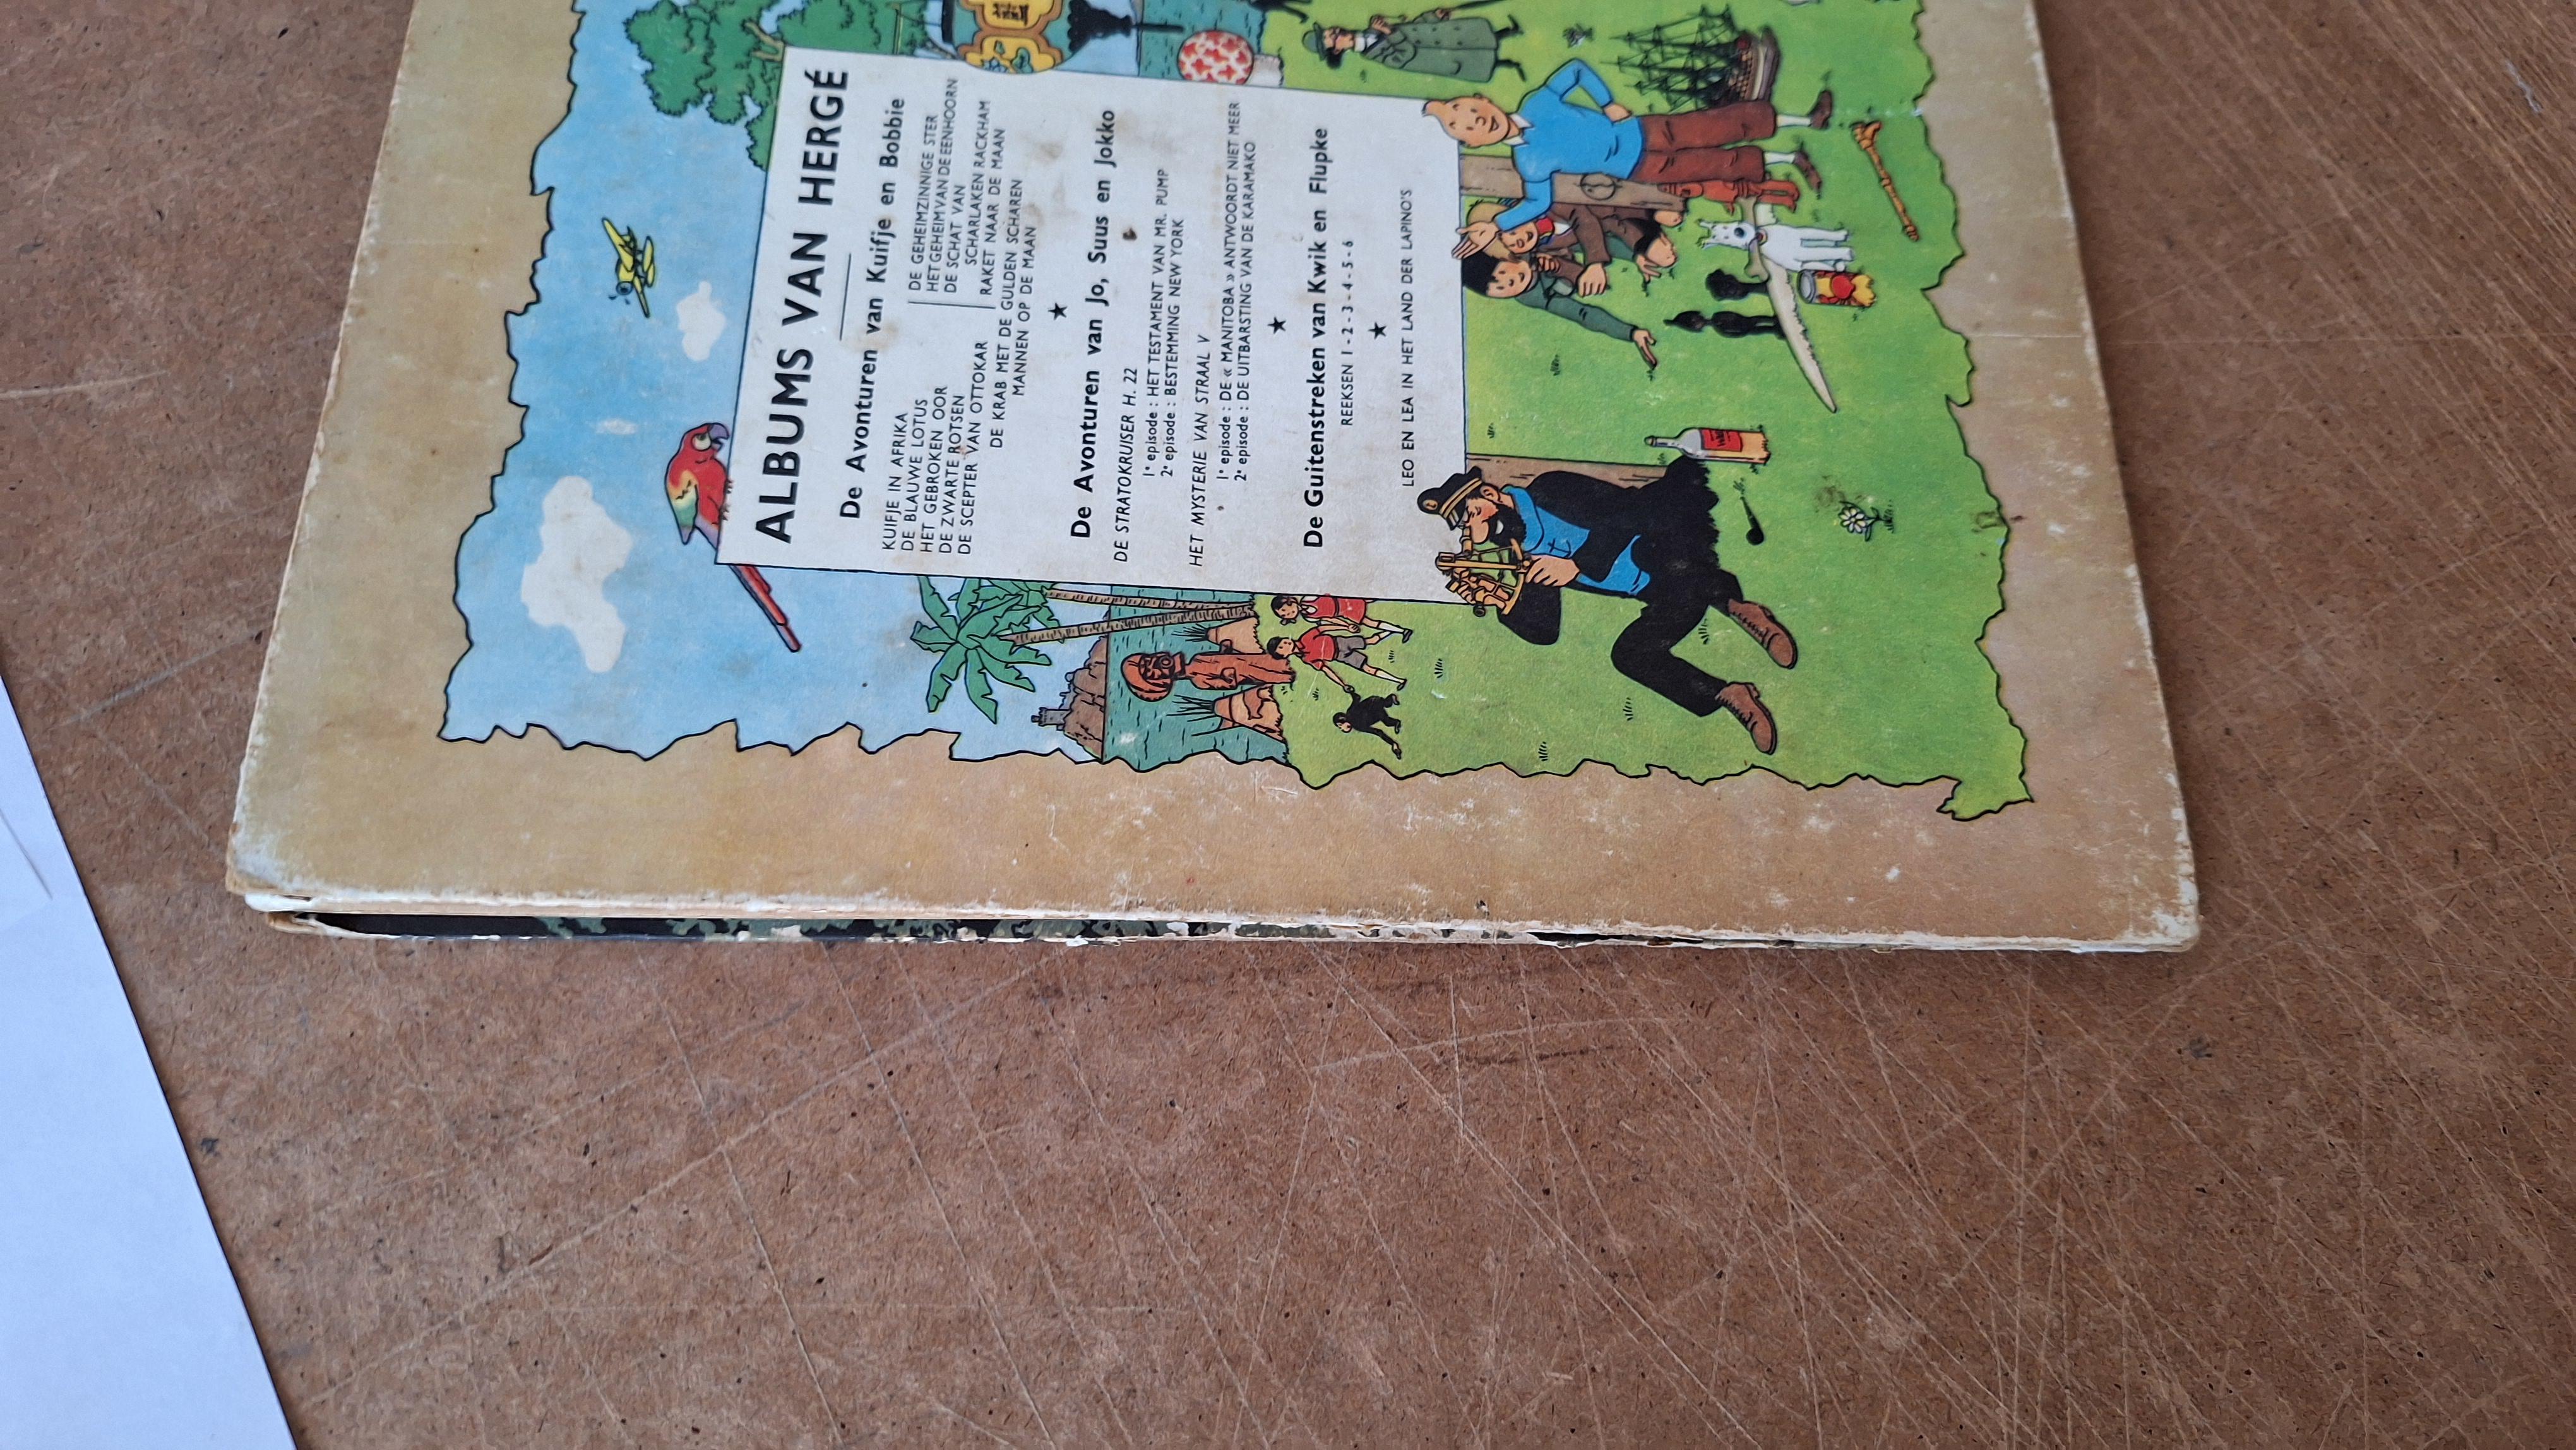 ALBUMS VAN HERGÉ
De Avonturen van Kuifje en Bobbie
KUIFJE IN AFRIKA
DE BLAUWE LOTUS
HET GEBROKEN OOR
DE ZWARTE ROTSEN
DE SCEPTER VAN OTTOKAR
DE GEHEIMZINNIGE STER
HET GEHEIM VAN DE EENHOORN
DE SCHAT VAN
SCHARLAKEN RACKHAM
RAKET NAAR DE MAAN
DE KRAB MET DE GULDEN SCHAREN
MANNEN OP DE MAAN
De Avonturen van Jo, Suus en Jokko
DE STRATOKRUISER H. 22
1e episode : HET TESTAMENT VAN MR. PUMP
2e episode : BESTEMMING NEW YORK
HET MYSTERIE VAN STRAAL V
1e episode : DE « MANITOBA » ANTWOORDT NIET MEER
2e episode : DE UITBARSTING VAN DE KARAMAKO
De Guitenstreken van Kwik en Flupke
REEKSEN 1 - 2 - 3 - 4 - 5 - 6
LEO EN LEA IN HET LAND DER LAPINO'S